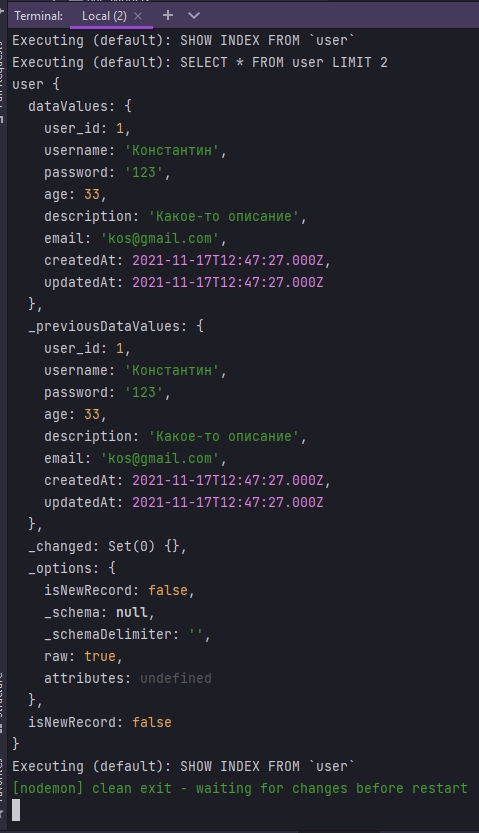 Terminal: Local (2) × +
Executing (default): SHOW INDEX FROM `user`
Executing (default): SELECT * FROM user LIMIT 2
user {
  dataValues: {
    user_id: 1,
    username: 'Константин',
    password: '123',
    age: 33,
    description: 'Какое-то описание',
    email: 'kos@gmail.com',
    createdAt: 2021-11-17T12:47:27.000Z,
    updatedAt: 2021-11-17T12:47:27.000Z
  },
  _previousDataValues: {
    user_id: 1,
    username: 'Константин',
    password: '123',
    age: 33,
    description: 'Какое-то описание',
    email: 'kos@gmail.com',
    createdAt: 2021-11-17T12:47:27.000Z,
    updatedAt: 2021-11-17T12:47:27.000Z
  },
  _changed: Set(0) {},
  _options: {
    isNewRecord: false,
    _schema: null,
    _schemaDelimiter: '',
    raw: true,
    attributes: undefined
  },
  isNewRecord: false
}
Executing (default): SHOW INDEX FROM `user`
[nodemon] clean exit - waiting for changes before restart